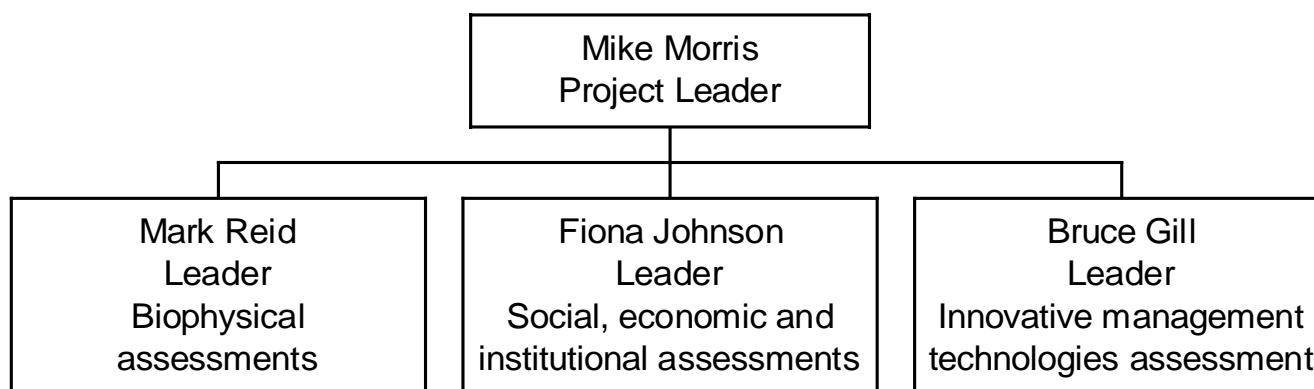 Mike Morris
Project Leader
Mark Reid
Leader
Biophysical
assessments
Fiona Johnson
Leader
Social, economic and
institutional assessments
Bruce Gill
Leader
Innovative management
technologies assessment